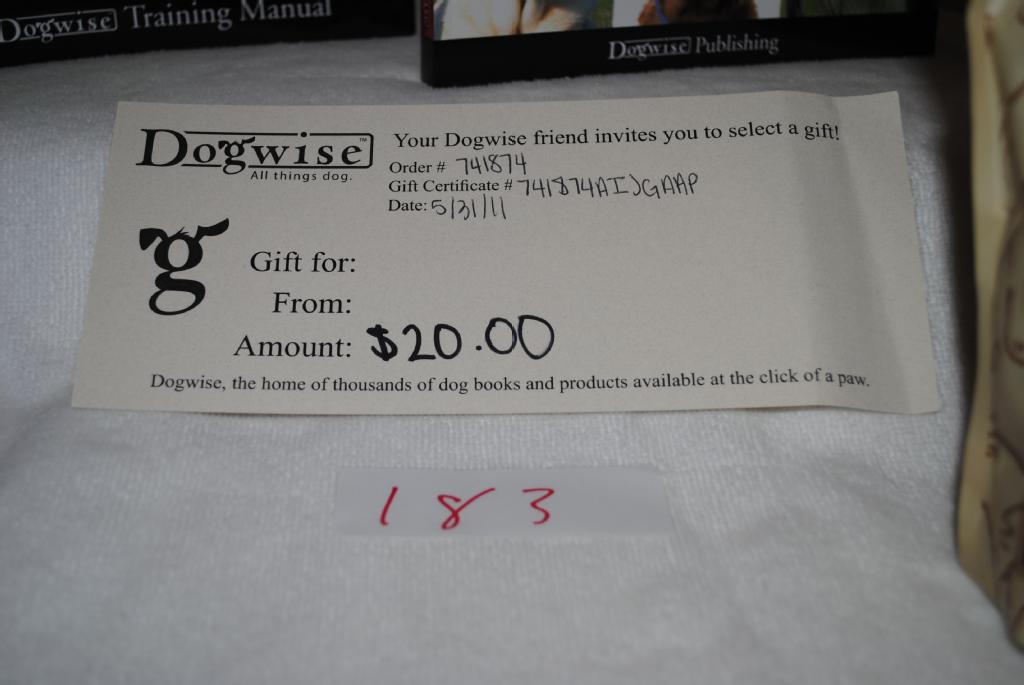 Dogwise Training Manual
Dogwise Publishing
Dogwise™
All things dog.
Your Dogwise friend invites you to select a gift!
Order # 741874
Gift Certificate # 741874AIJGAAP
Date: 5/31/11
g
Gift for:
From:
Amount: $20.00
Dogwise, the home of thousands of dog books and products available at the click of a paw.
183